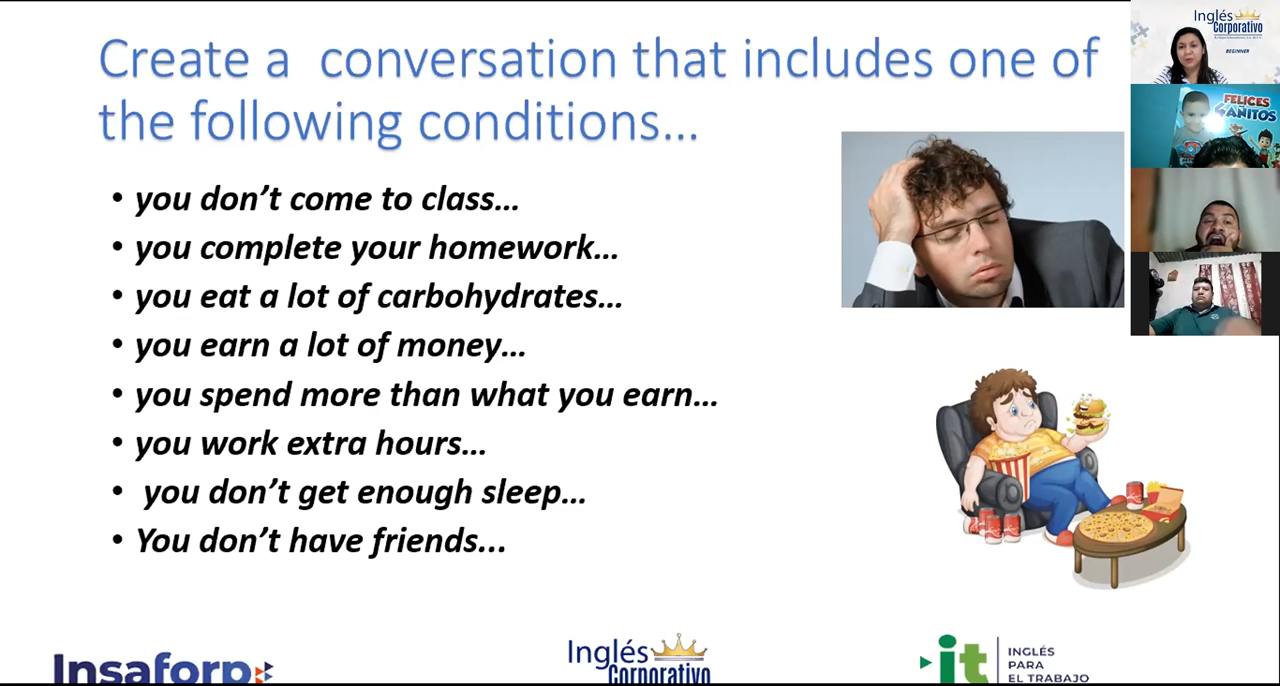 Create a conversation that includes one of
the following conditions...
• you don't come to class...
• you complete your homework...
• you eat a lot of carbohydrates...
• you earn a lot of money...
• you spend more than what you earn...
• you work extra hours...
• you don't get enough sleep...
• You don't have friends...
Inglés
Corporativo
BEGINNER
FELICES
4 AÑITOS
Insaforp
Inglés
Corporativo
it
INGLÉS
PARA
EL TRABAJO